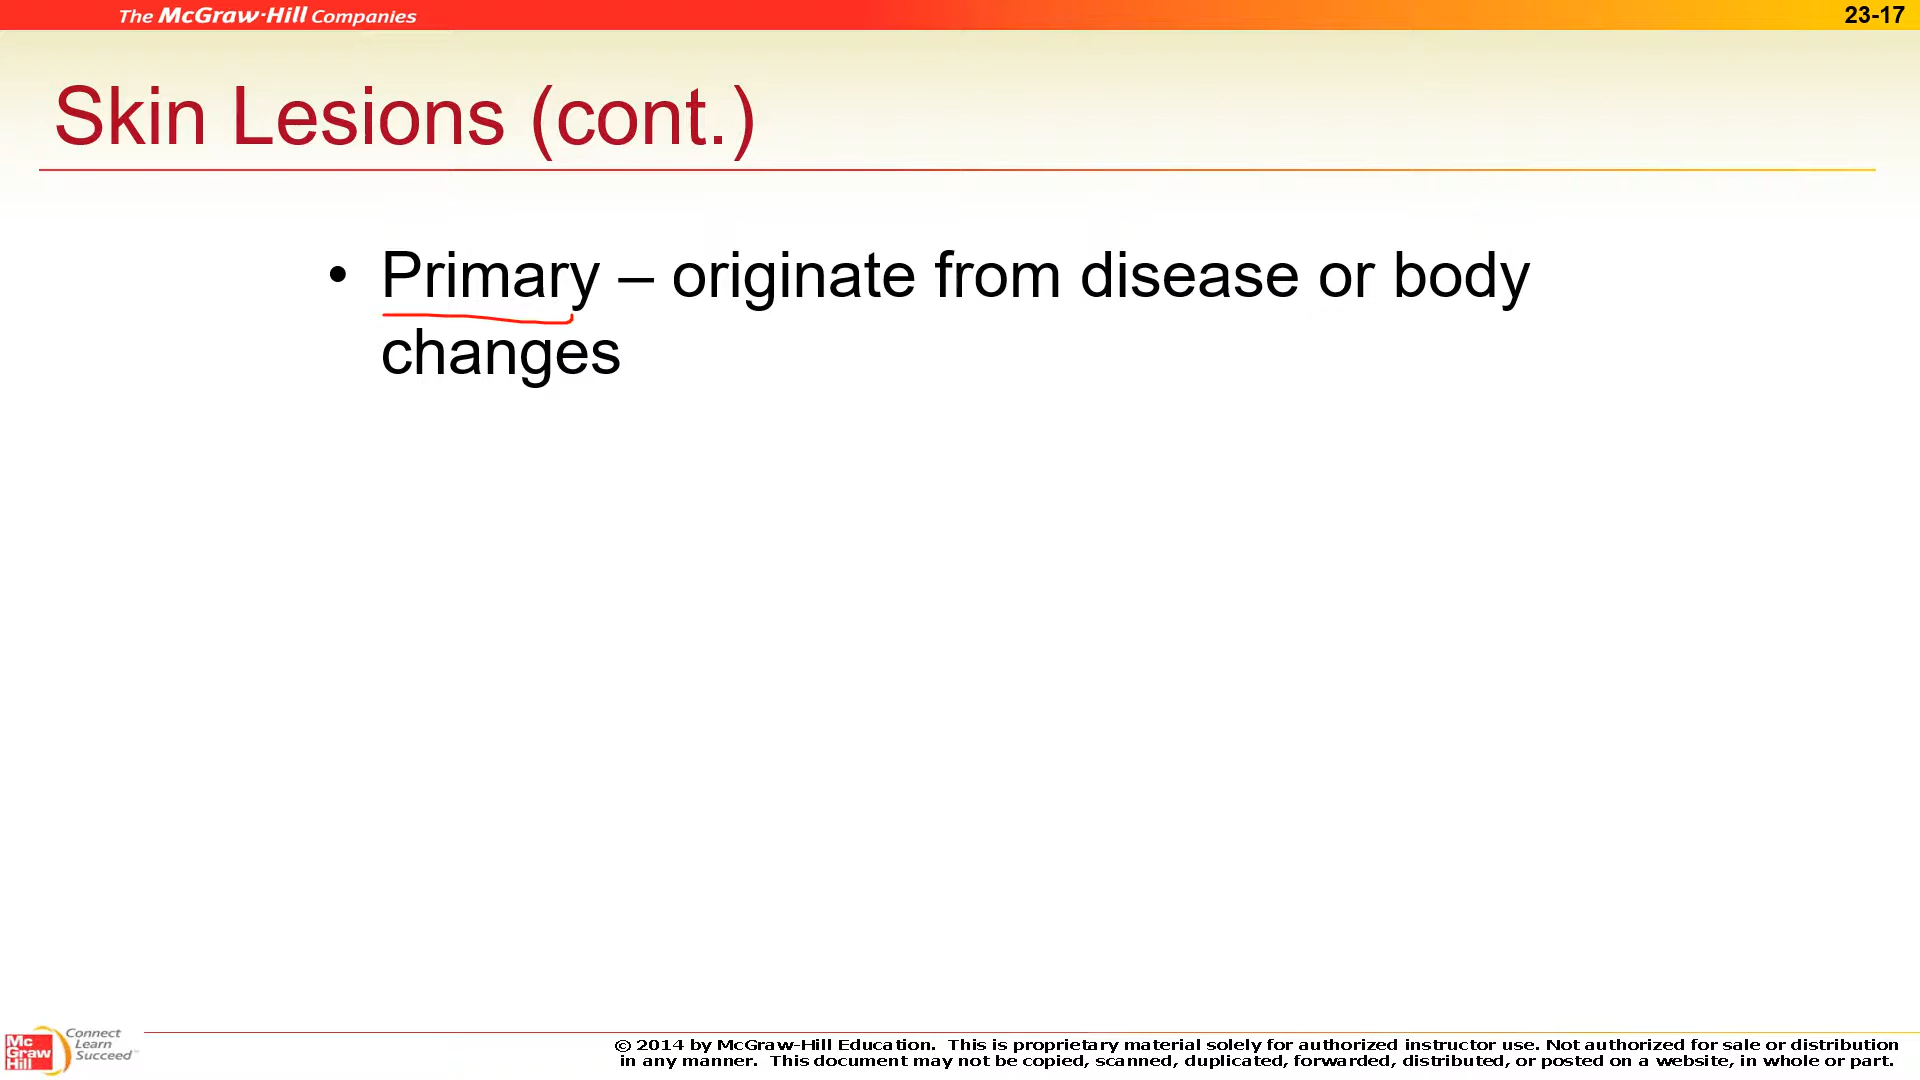 The McGraw-Hill Companies
23-17
Skin Lesions (cont.)
• Primary – originate from disease or body
changes
Mc
Graw
Hill
Connect
Learn
Succeed™
© 2014 by McGraw-Hill Education. This is proprietary material solely for authorized instructor use. Not authorized for sale or distribution
in any manner. This document may not be copied, scanned, duplicated, forwarded, distributed, or posted on a website, in whole or part.